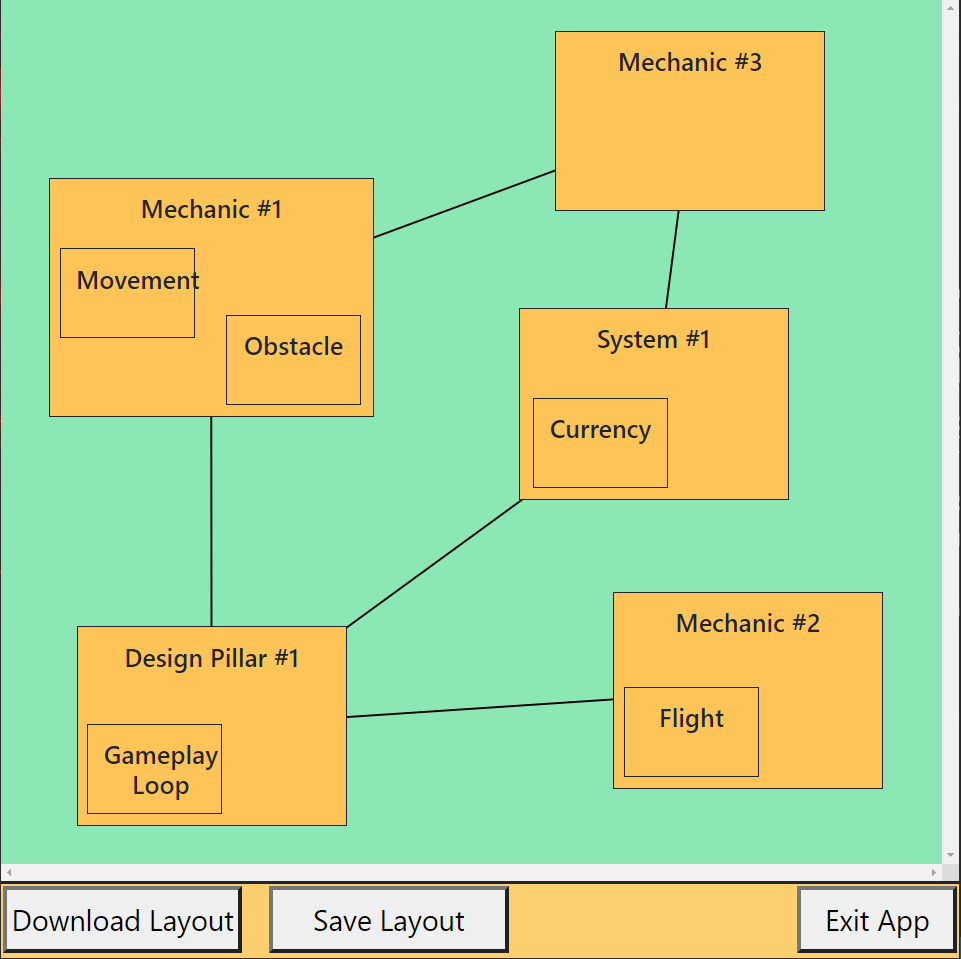 Mechanic #3
Mechanic #1
Movement
Obstacle
System #1
Currency
Mechanic #2
Design Pillar #1
Flight
Gameplay
Loop
Download Layout
Save Layout
Exit App